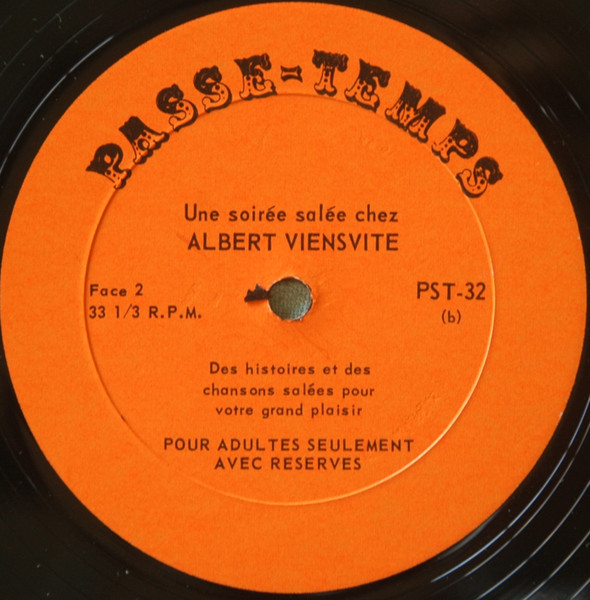 PASSE-TEMPS
Une soirée salée chez
ALBERT VIENSVITE
Face 2
33 1/3 R.P.M.
PST-32
(b)
Des histoires et des
chansons salées pour
votre grand plaisir
POUR ADULTES SEULEMENT
AVEC RESERVES